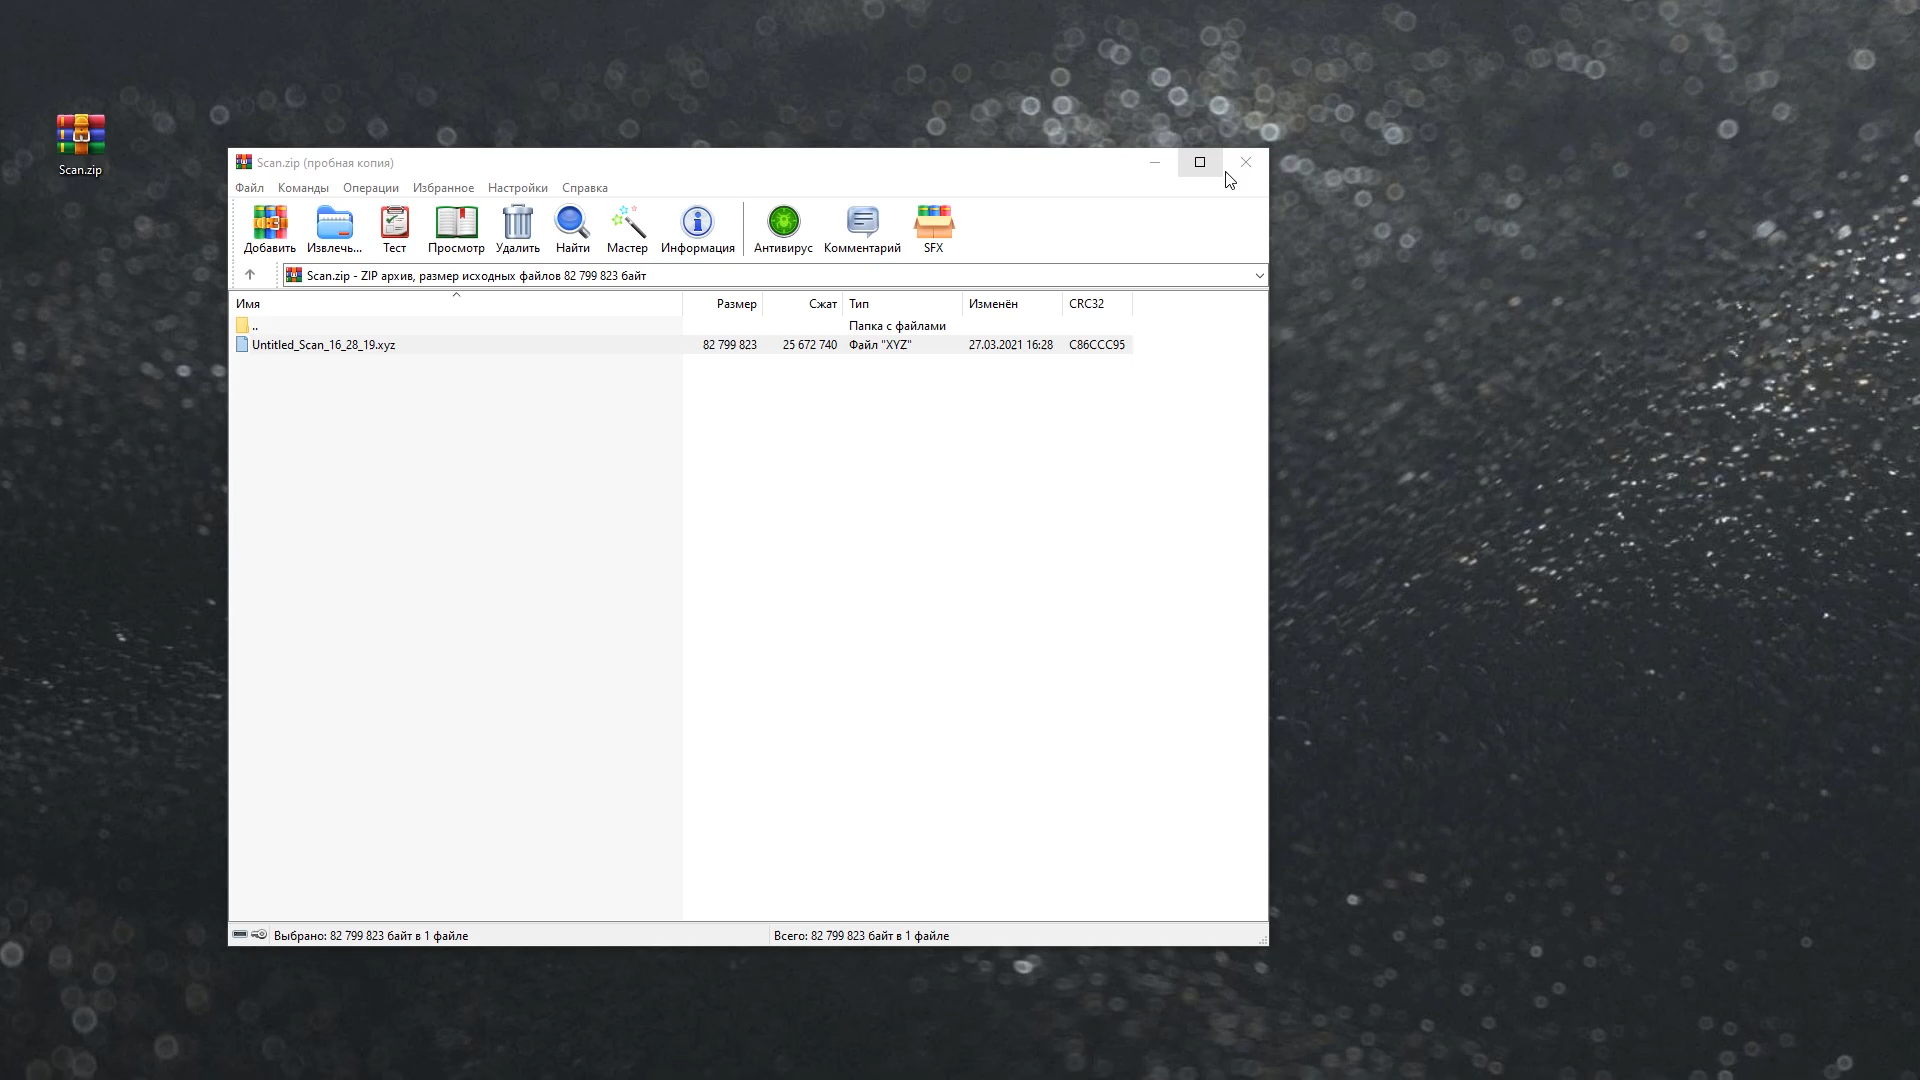 Scan.zip
Scan.zip (пробная копия)
Файл Команды Операции Избранное Настройки Справка
Добавить Извлечь... Тест Просмотр Удалить Найти Мастер Информация Антивирус Комментарий SFX
Scan.zip - ZIP архив, размер исходных файлов 82 799 823 байт
Имя Размер Сжат Тип Изменён CRC32
.. Папка с файлами
Untitled_Scan_16_28_19.xyz 82 799 823 25 672 740 Файл "XYZ" 27.03.2021 16:28 C86CCC95
Выбрано: 82 799 823 байт в 1 файле Всего: 82 799 823 байт в 1 файле